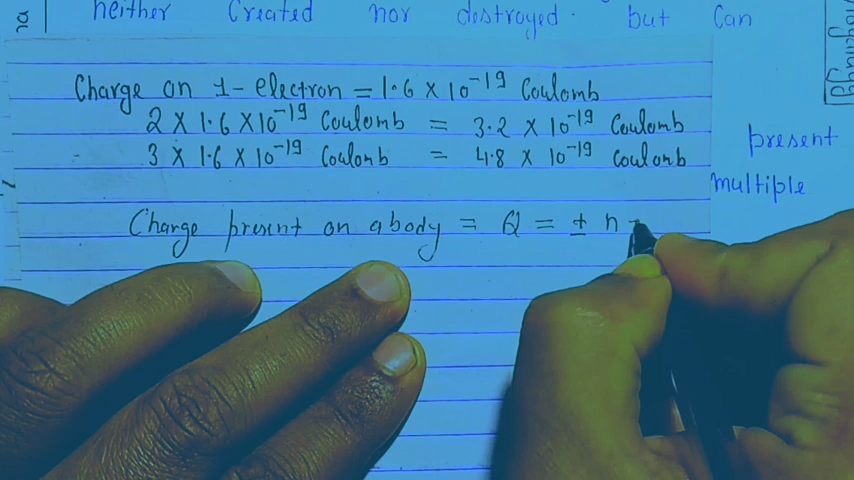 neither Created nor destroyed. but Can
Charge on 1- electron = 1.6 X 10-19 Coulomb
2 X 1.6 X 10-19 Coulomb = 3.2 X 10-19 Coulomb
3 X 1.6 X 10-19 Coulomb = 4.8 X 10-19 Coulomb
present
multiple
Charge present on a body = Q = ± n